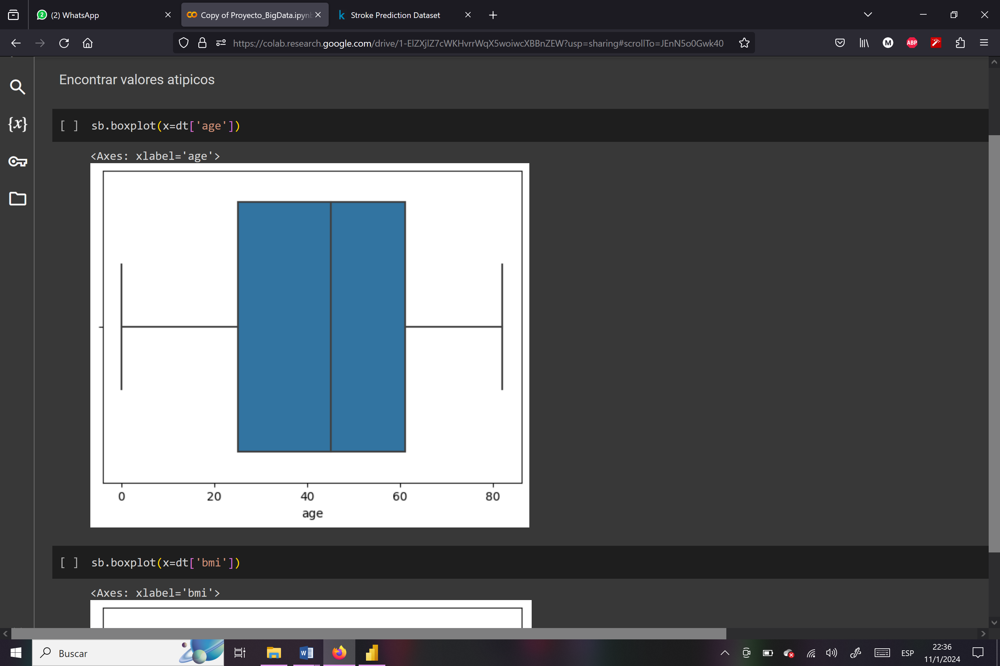 2 (2) WhatsApp
Copy of Proyecto_BigData.ipynb
k Stroke Prediction Dataset
https://colab.research.google.com/drive/1-ElZXjlZ7cWKHvrrWqX5woiwcXBBnZEW?usp=sharing#scrollTo=JEnN5o0Gwk40
M
ABP
Encontrar valores atipicos
{x}
[ ] sb.boxplot(x=dt['age'])
<Axes: xlabel='age'>
0 20 40 60 80
age
[ ] sb.boxplot(x=dt['bmi'])
<Axes: xlabel='bmi'>
Buscar
W
ESP
22:36
11/1/2024